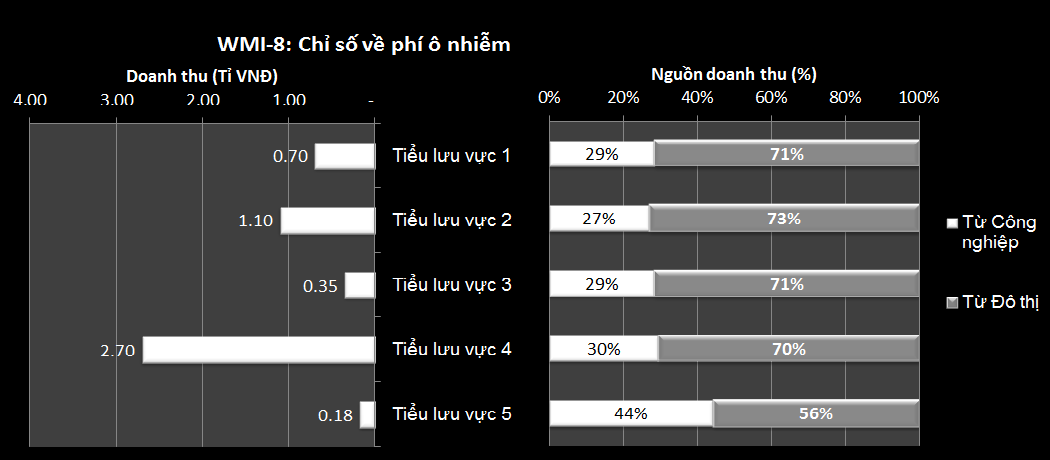 WMI-8: Chỉ số về phí ô nhiễm
Doanh thu (Tỉ VNĐ)
4.00 3.00 2.00 1.00 -
0.70
1.10
0.35
2.70
0.18
Tiểu lưu vực 1
Tiểu lưu vực 2
Tiểu lưu vực 3
Tiểu lưu vực 4
Tiểu lưu vực 5
Nguồn doanh thu (%)
0% 20% 40% 60% 80% 100%
29% 71%
27% 73%
29% 71%
30% 70%
44% 56%
Từ Công
nghiệp
Từ Đô thị